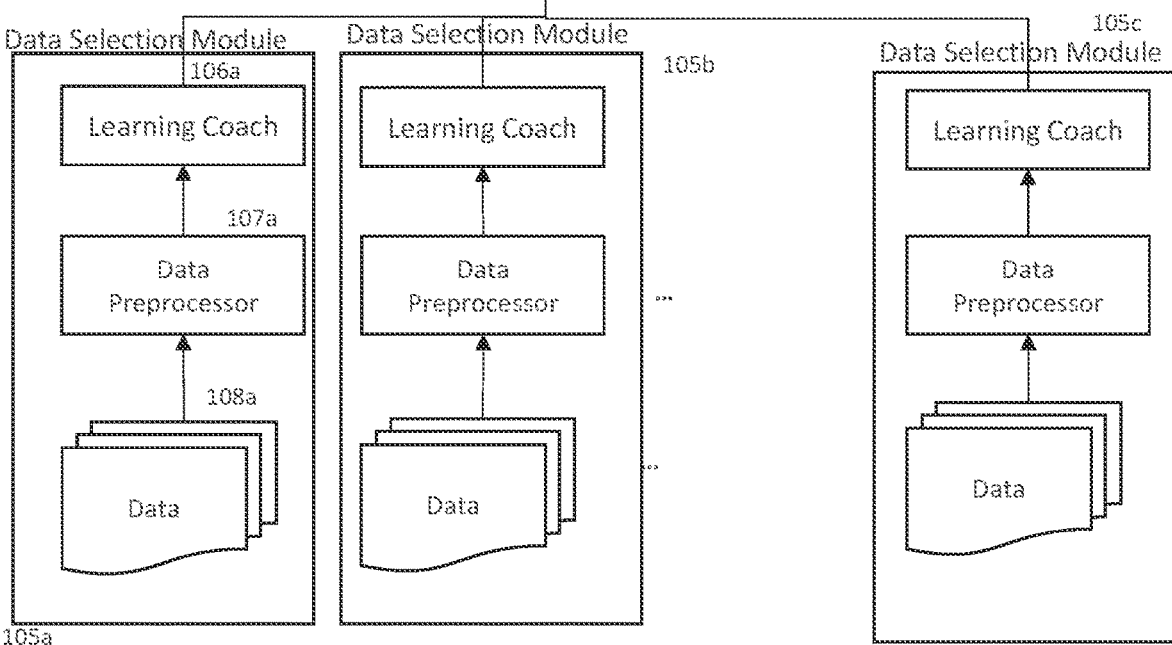 Data Selection Module
106a
Learning Coach
107a
Data
Preprocessor
108a
Data
105a
Data Selection Module
105b
Learning Coach
Data
Preprocessor
...
Data
...
105c
Data Selection Module
Learning Coach
Data
Preprocessor
Data